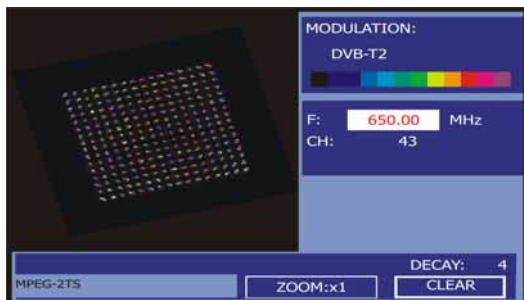 MODULATION:
DVB-T2
F: 650.00 MHz
CH: 43
DECAY: 4
MPEG-2TS ZOOM:x1 CLEAR